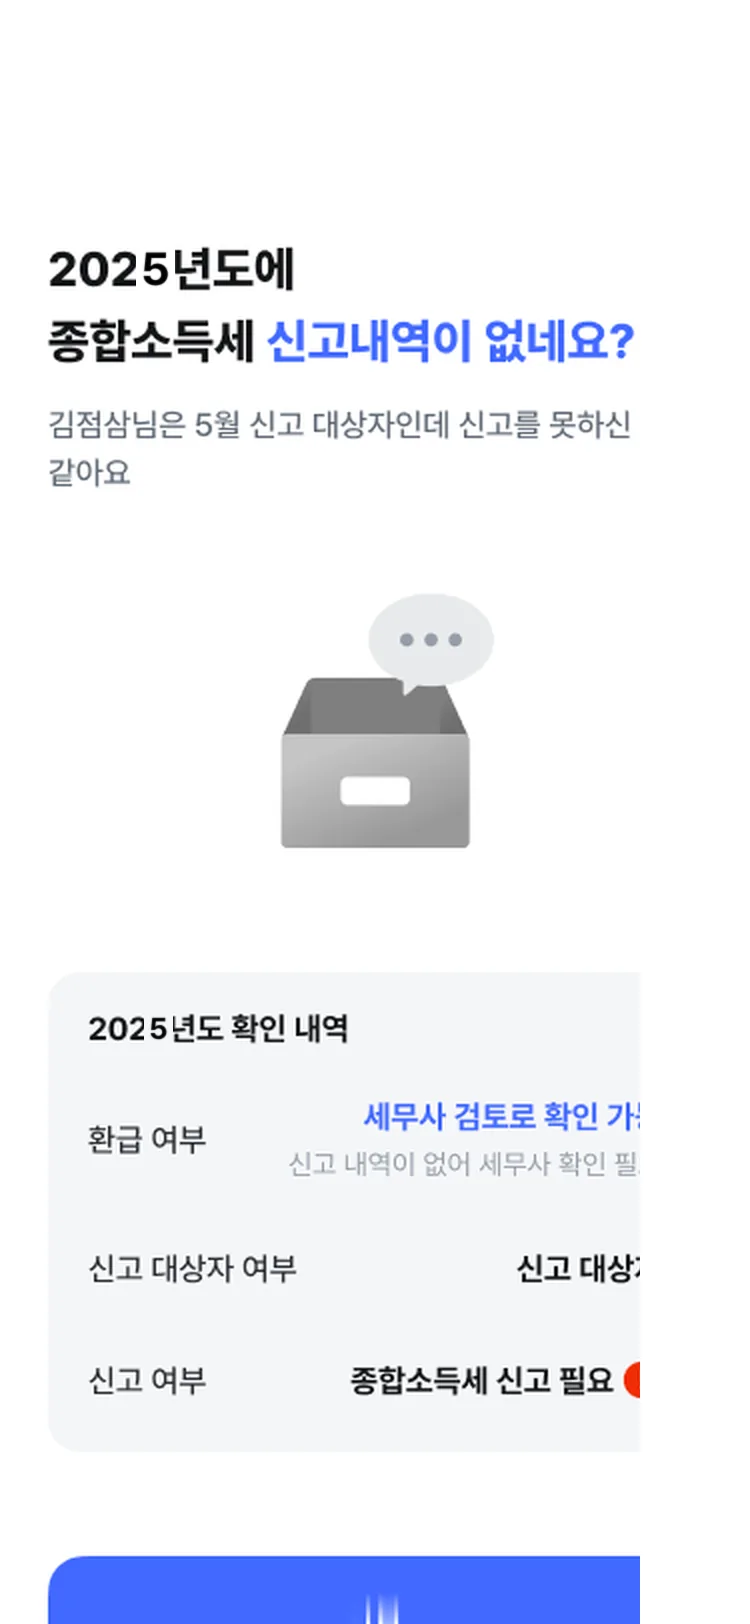 2025년도에
종합소득세 신고내역이 없네요?
김점삼님은 5월 신고 대상자인데 신고를 못하신
같아요
2025년도 확인 내역
세무사 검토로 확인
환급 여부
신고 내역이 없어 세무사 확인
신고 대상자 여부
신고
신고 여부
종합소득세 신고 필요